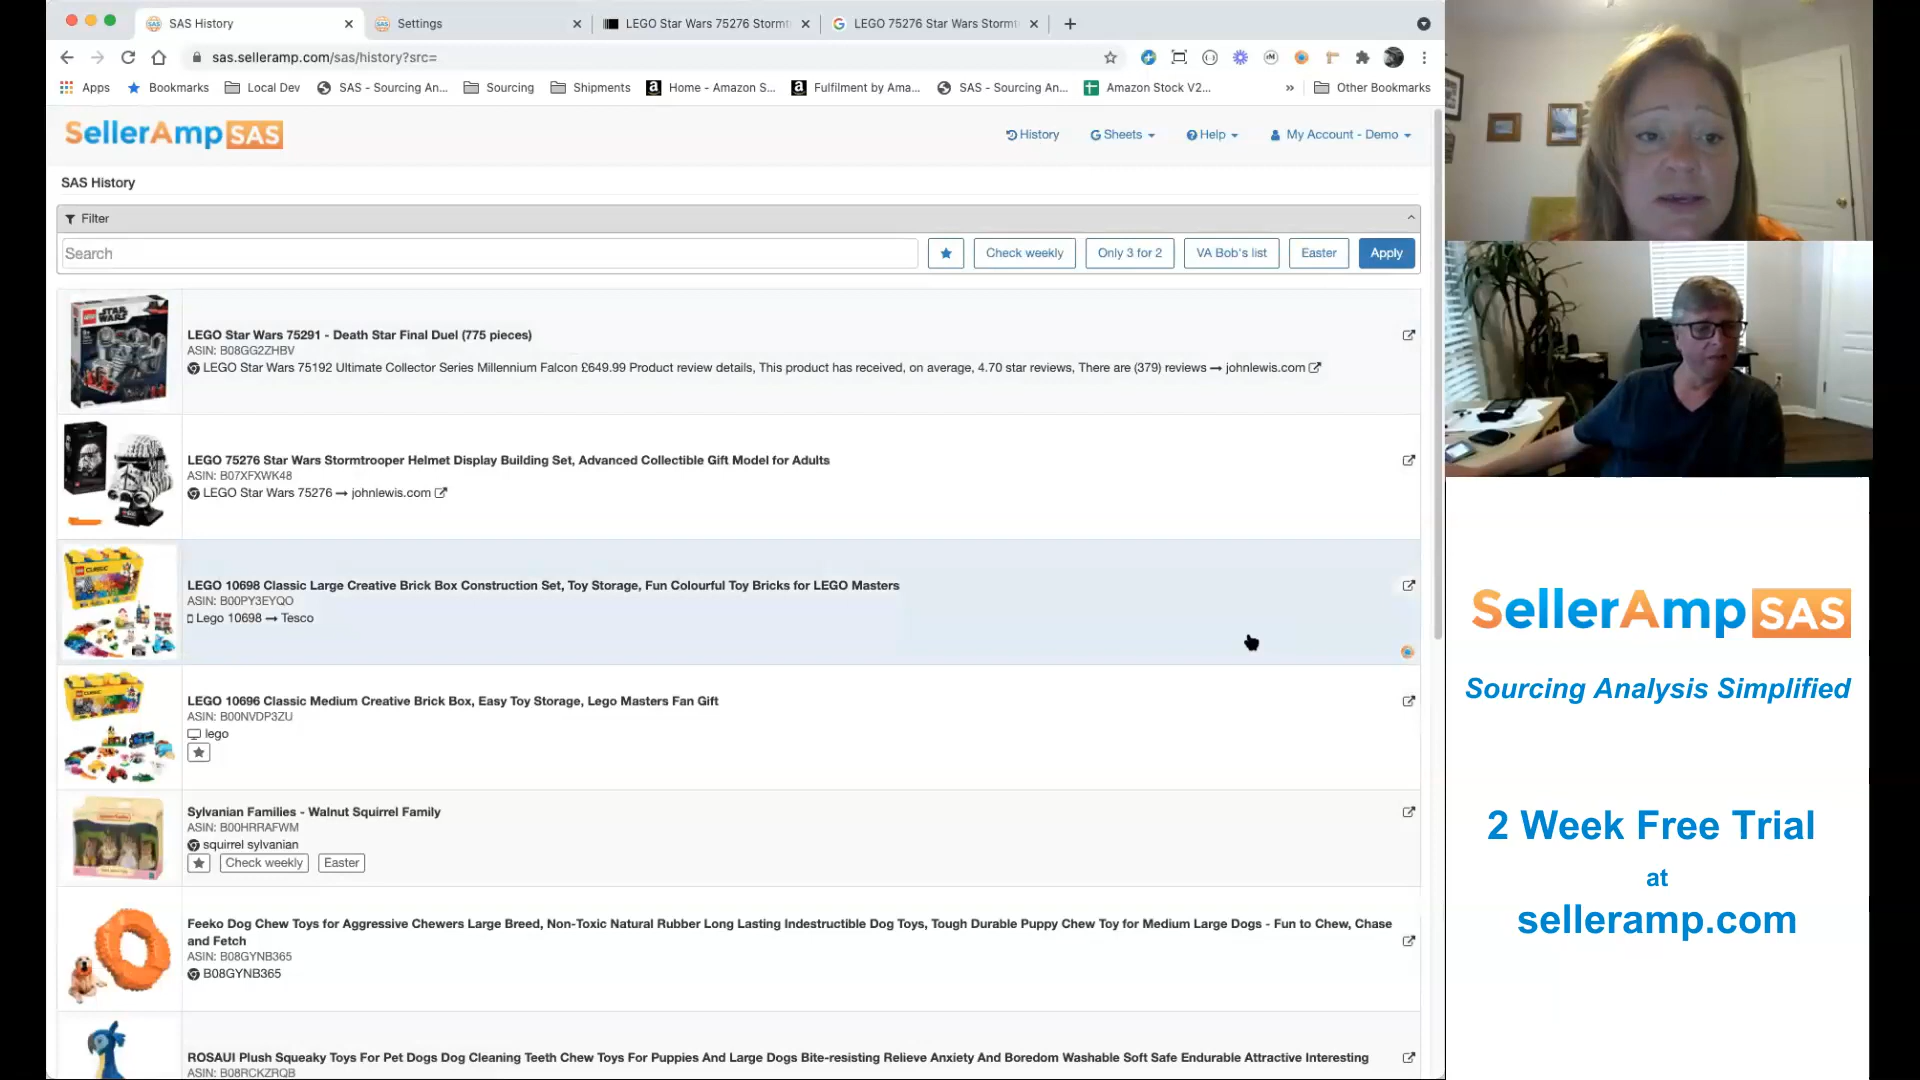 SAS History
Settings
LEGO Star Wars 75276 Stormt
LEGO 75276 Star Wars Stormt
sas.selleramp.com/sas/history?src=
Apps
Bookmarks
Local Dev
SAS - Sourcing An...
Sourcing
Shipments
Home - Amazon S...
Fulfilment by Ama...
SAS - Sourcing An...
Amazon Stock V2...
»
Other Bookmarks
SellerAmp SAS
History
Sheets
Help
My Account - Demo
SAS History
Filter
Search
Check weekly
Only 3 for 2
VA Bob's list
Easter
Apply
LEGO Star Wars 75291 - Death Star Final Duel (775 pieces)
ASIN: B08GG2ZHBV
LEGO Star Wars 75192 Ultimate Collector Series Millennium Falcon £649.99 Product review details, This product has received, on average, 4.70 star reviews, There are (379) reviews → johnlewis.com
LEGO 75276 Star Wars Stormtrooper Helmet Display Building Set, Advanced Collectible Gift Model for Adults
ASIN: B07XFXWK48
LEGO Star Wars 75276 → johnlewis.com
LEGO 10698 Classic Large Creative Brick Box Construction Set, Toy Storage, Fun Colourful Toy Bricks for LEGO Masters
ASIN: B00PY3EYQO
Lego 10698 → Tesco
LEGO 10696 Classic Medium Creative Brick Box, Easy Toy Storage, Lego Masters Fan Gift
ASIN: B00NVDP3ZU
lego
Sylvanian Families - Walnut Squirrel Family
ASIN: B00HRRAFWM
squirrel sylvanian
Check weekly
Easter
Feeko Dog Chew Toys for Aggressive Chewers Large Breed, Non-Toxic Natural Rubber Long Lasting Indestructible Dog Toys, Tough Durable Puppy Chew Toy for Medium Large Dogs - Fun to Chew, Chase
and Fetch
ASIN: B08GYNB365
B08GYNB365
ROSAUI Plush Squeaky Toys For Pet Dogs Dog Cleaning Teeth Chew Toys For Puppies And Large Dogs Bite-resisting Relieve Anxiety And Boredom Washable Soft Safe Endurable Attractive Interesting
ASIN: B08RCKZRQB
SellerAmp SAS
Sourcing Analysis Simplified
2 Week Free Trial
at
selleramp.com